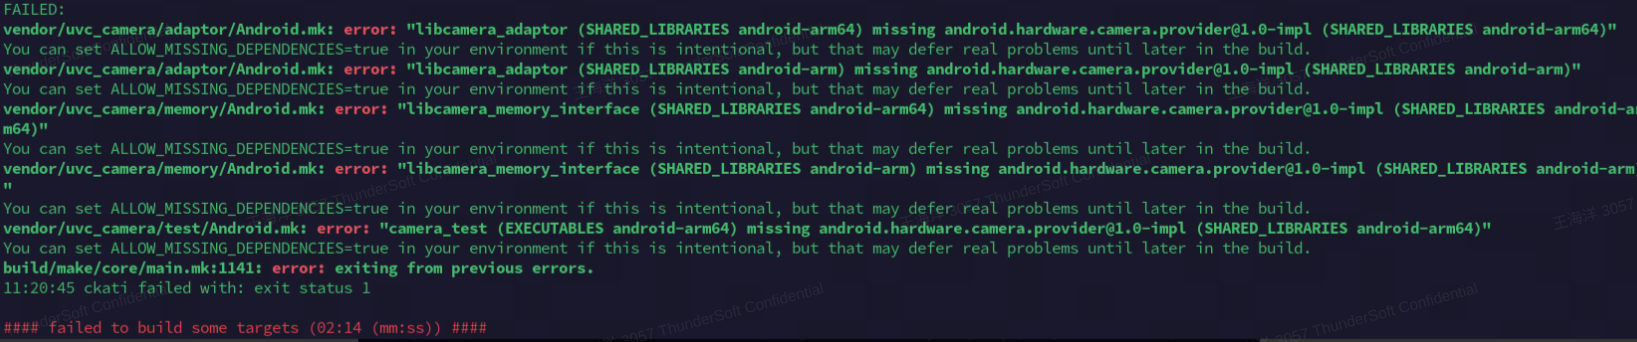 FAILED:
vendor/uvc_camera/adaptor/Android.mk: error: "libcamera_adaptor (SHARED_LIBRARIES android-arm64) missing android.hardware.camera.provider@1.0-impl (SHARED_LIBRARIES android-arm64)"
You can set ALLOW_MISSING_DEPENDENCIES=true in your environment if this is intentional, but that may defer real problems until later in the build.
vendor/uvc_camera/adaptor/Android.mk: error: "libcamera_adaptor (SHARED_LIBRARIES android-arm) missing android.hardware.camera.provider@1.0-impl (SHARED_LIBRARIES android-arm)"
You can set ALLOW_MISSING_DEPENDENCIES=true in your environment if this is intentional, but that may defer real problems until later in the build.
vendor/uvc_camera/memory/Android.mk: error: "libcamera_memory_interface (SHARED_LIBRARIES android-arm64) missing android.hardware.camera.provider@1.0-impl (SHARED_LIBRARIES android-ar
m64)"
You can set ALLOW_MISSING_DEPENDENCIES=true in your environment if this is intentional, but that may defer real problems until later in the build.
vendor/uvc_camera/memory/Android.mk: error: "libcamera_memory_interface (SHARED_LIBRARIES android-arm) missing android.hardware.camera.provider@1.0-impl (SHARED_LIBRARIES android-arm
"
You can set ALLOW_MISSING_DEPENDENCIES=true in your environment if this is intentional, but that may defer real problems until later in the build.
vendor/uvc_camera/test/Android.mk: error: "camera_test (EXECUTABLES android-arm64) missing android.hardware.camera.provider@1.0-impl (SHARED_LIBRARIES android-arm64)"
You can set ALLOW_MISSING_DEPENDENCIES=true in your environment if this is intentional, but that may defer real problems until later in the build.
build/make/core/main.mk:1141: error: exiting from previous errors.
11:20:45 ckati failed with: exit status 1
#### failed to build some targets (02:14 (mm:ss)) ####
王海洋 3057
ThunderSoft Confidential
3057 ThunderSoft Confidential
3057 ThunderSoft Confidential